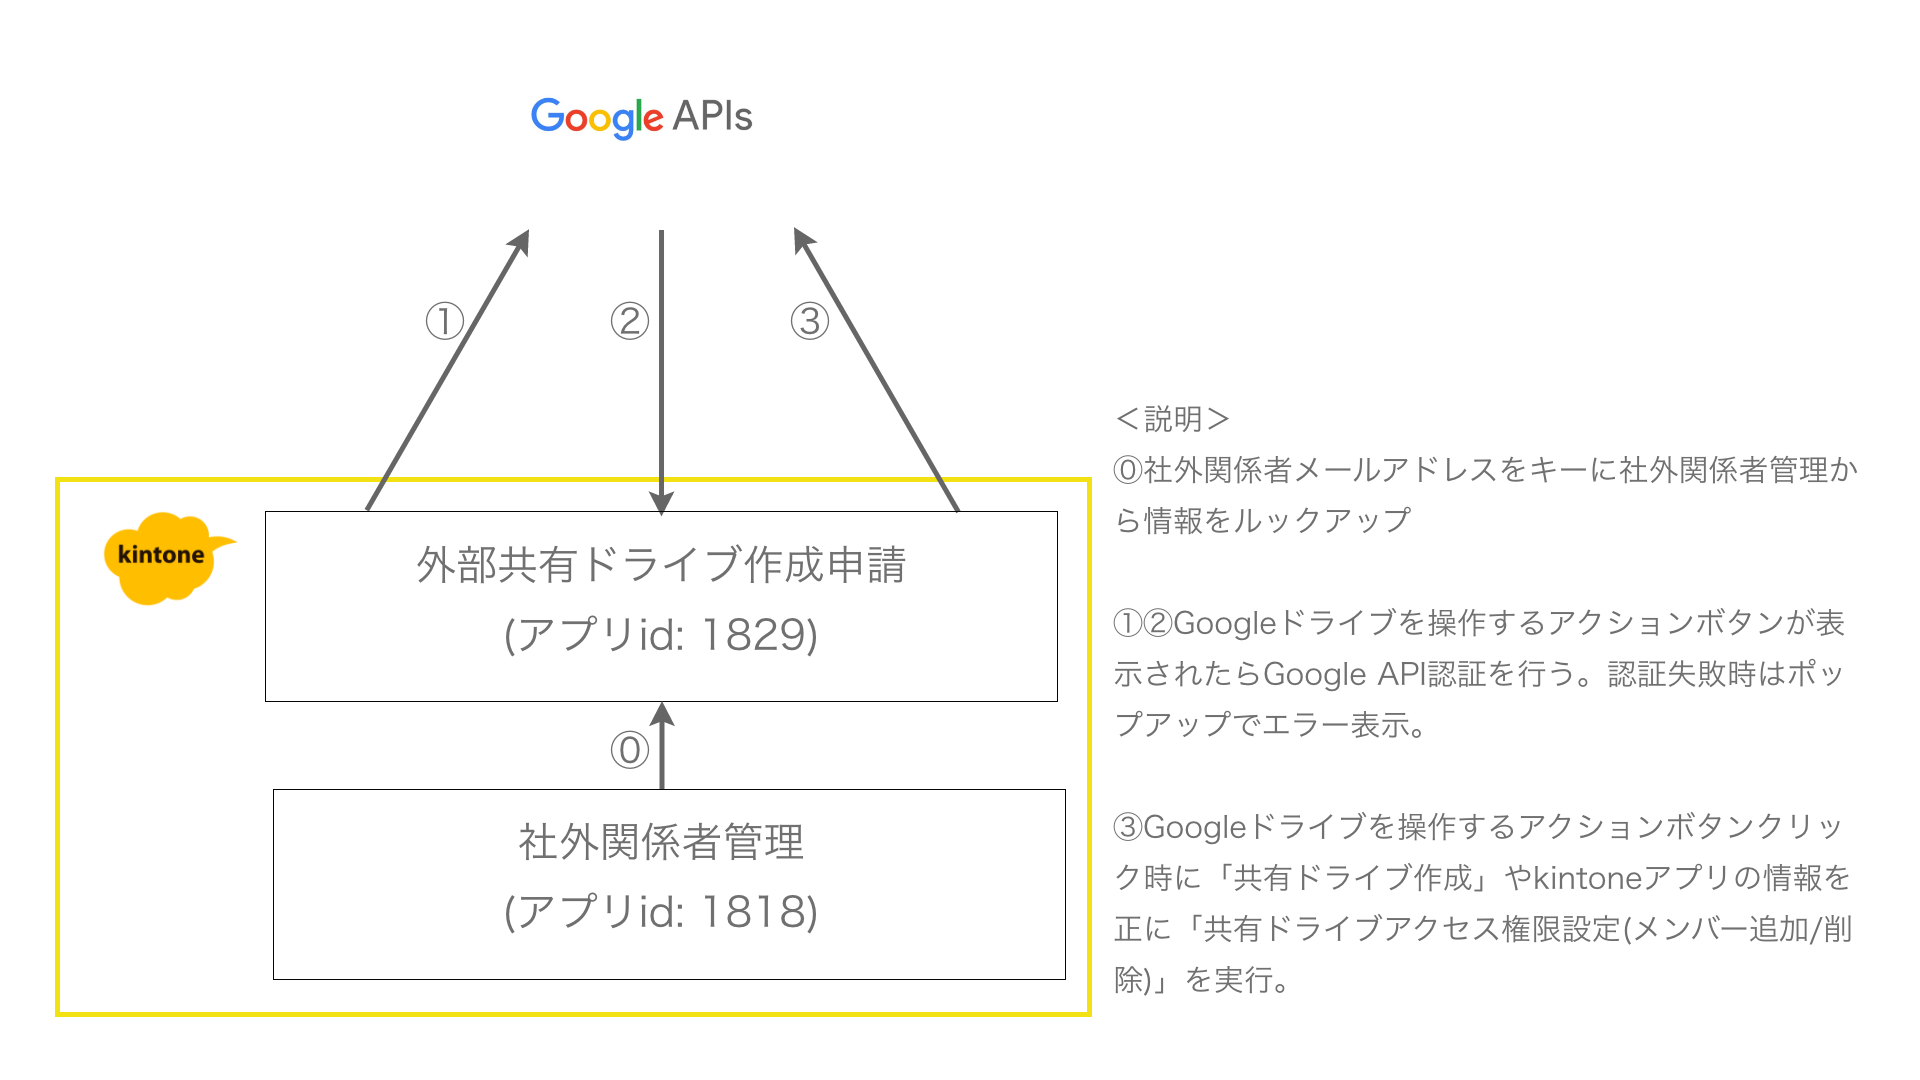 Google APIs
①
②
③
kintone
外部共有ドライブ作成申請
(アプリid: 1829)
⓪
社外関係者管理
(アプリid: 1818)
＜説明＞
⓪社外関係者メールアドレスをキーに社外関係者管理か
ら情報をルックアップ
①②Googleドライブを操作するアクションボタンが表
示されたらGoogle API認証を行う。認証失敗時はポッ
プアップでエラー表示。
③Googleドライブを操作するアクションボタンクリッ
ク時に「共有ドライブ作成」やkintoneアプリの情報を
正に「共有ドライブアクセス権限設定(メンバー追加/削
除)」を実行。